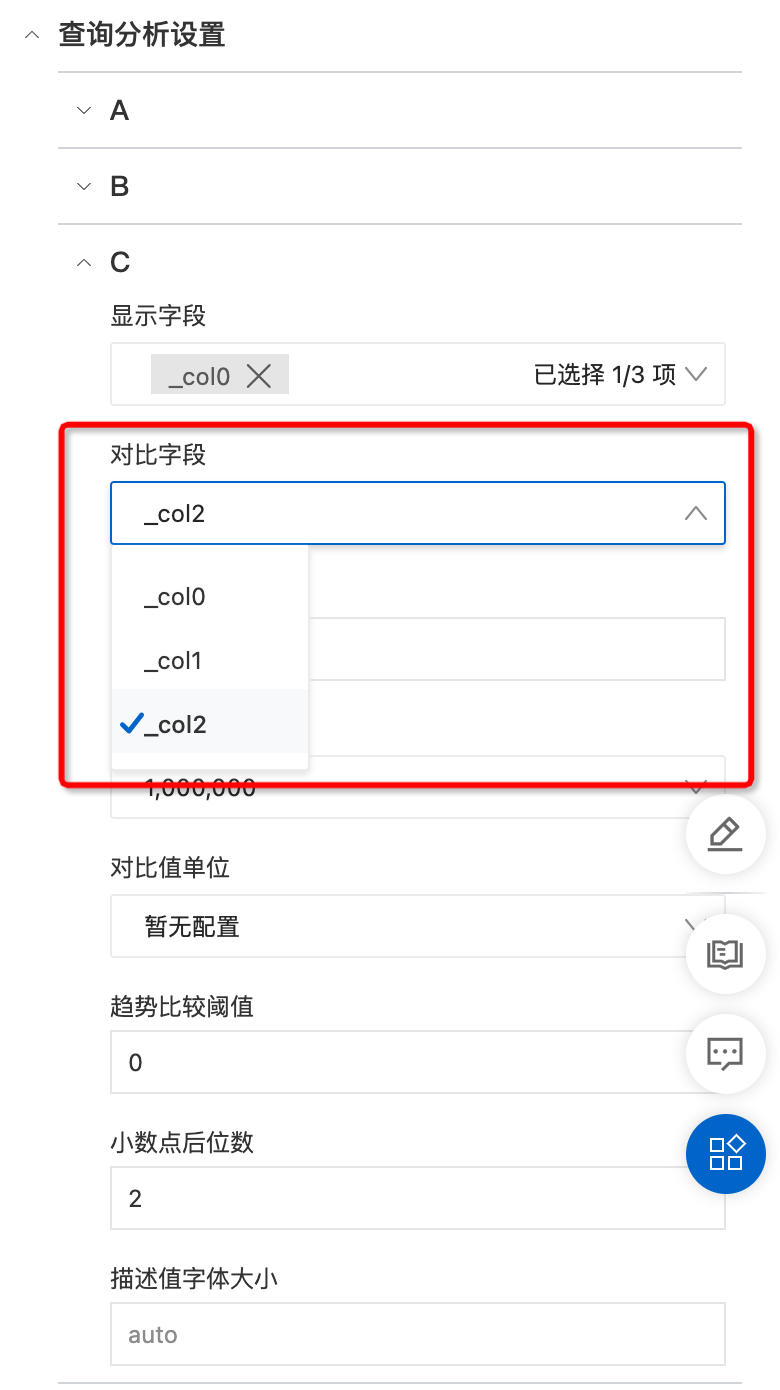 查询分析设置
A
B
C
显示字段
_col0 已选择 1/3 项
对比字段
_col2
_col0
_col1
_col2
1,000,000
对比值单位
暂无配置
趋势比较阈值
0
小数点后位数
2
描述值字体大小
auto